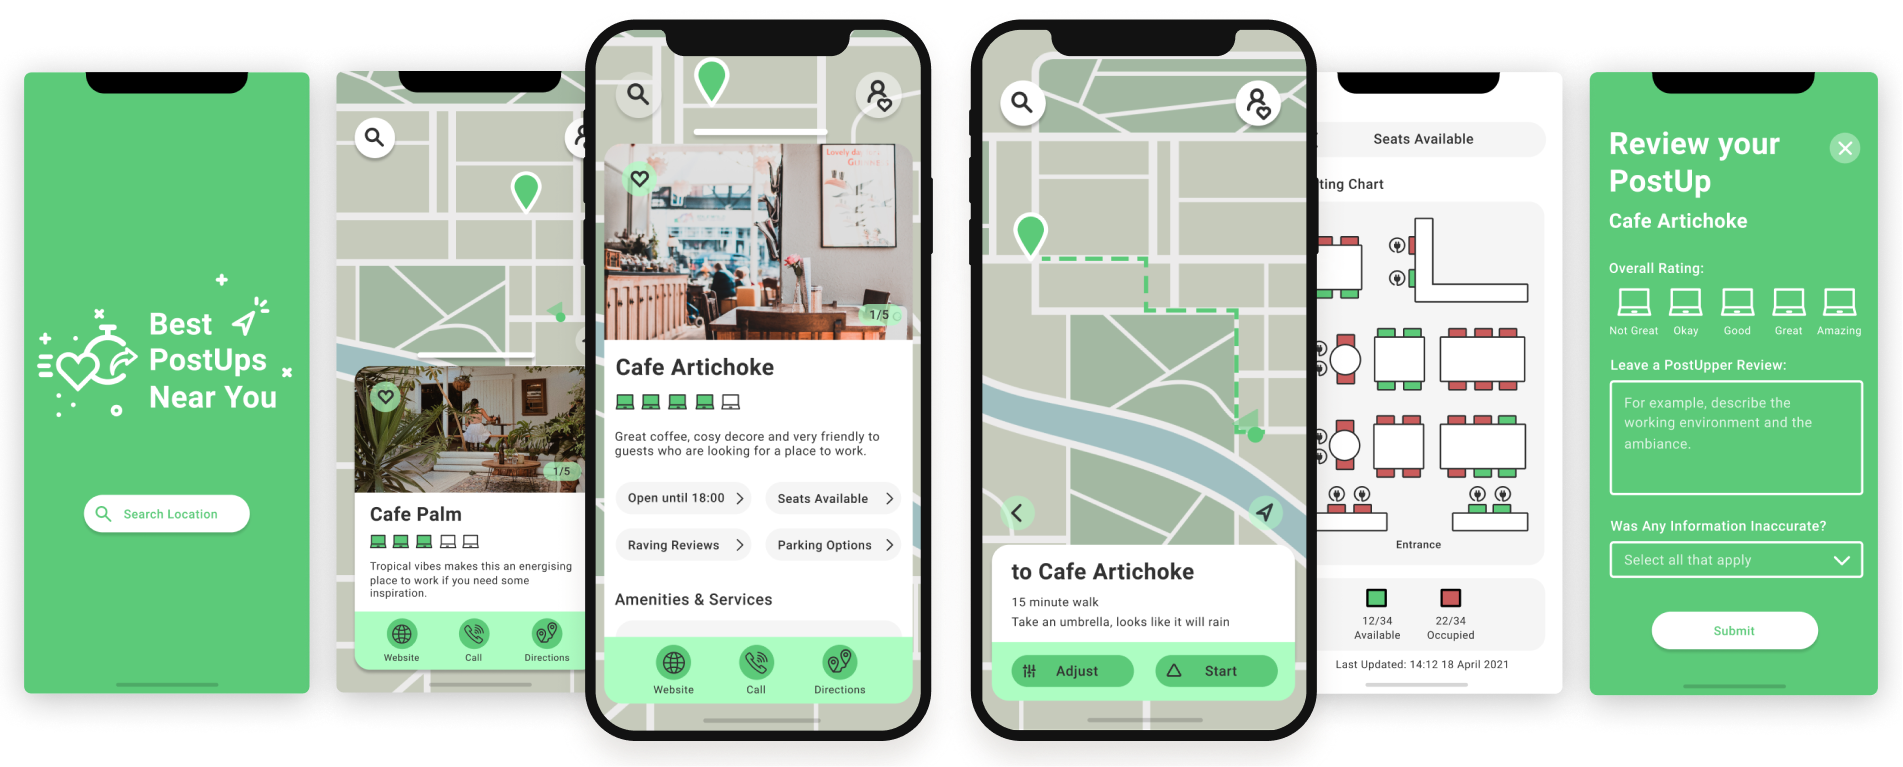 Best
PostUps
Near You
Search Location
1/5
Cafe Palm
Tropical vibes makes this an energising
place to work if you need some
inspiration.
Website
Call
Directions
Lovely
1/5
Cafe Artichoke
Great coffee, cosy decore and very friendly to
guests who are looking for a place to work.
Open until 18:00
Seats Available
Raving Reviews
Parking Options
Amenities & Services
Website
Call
Directions
to Cafe Artichoke
15 minute walk
Take an umbrella, looks like it will rain
Adjust
Start
Seats Available
ting Chart
Entrance
12/34
Available
22/34
Occupied
Last Updated: 14:12 18 April 2021
Review your
PostUp
Cafe Artichoke
Overall Rating:
Not Great
Okay
Good
Great
Amazing
Leave a PostUpper Review:
For example, describe the
working environment and the
ambiance.
Was Any Information Inaccurate?
Select all that apply
Submit